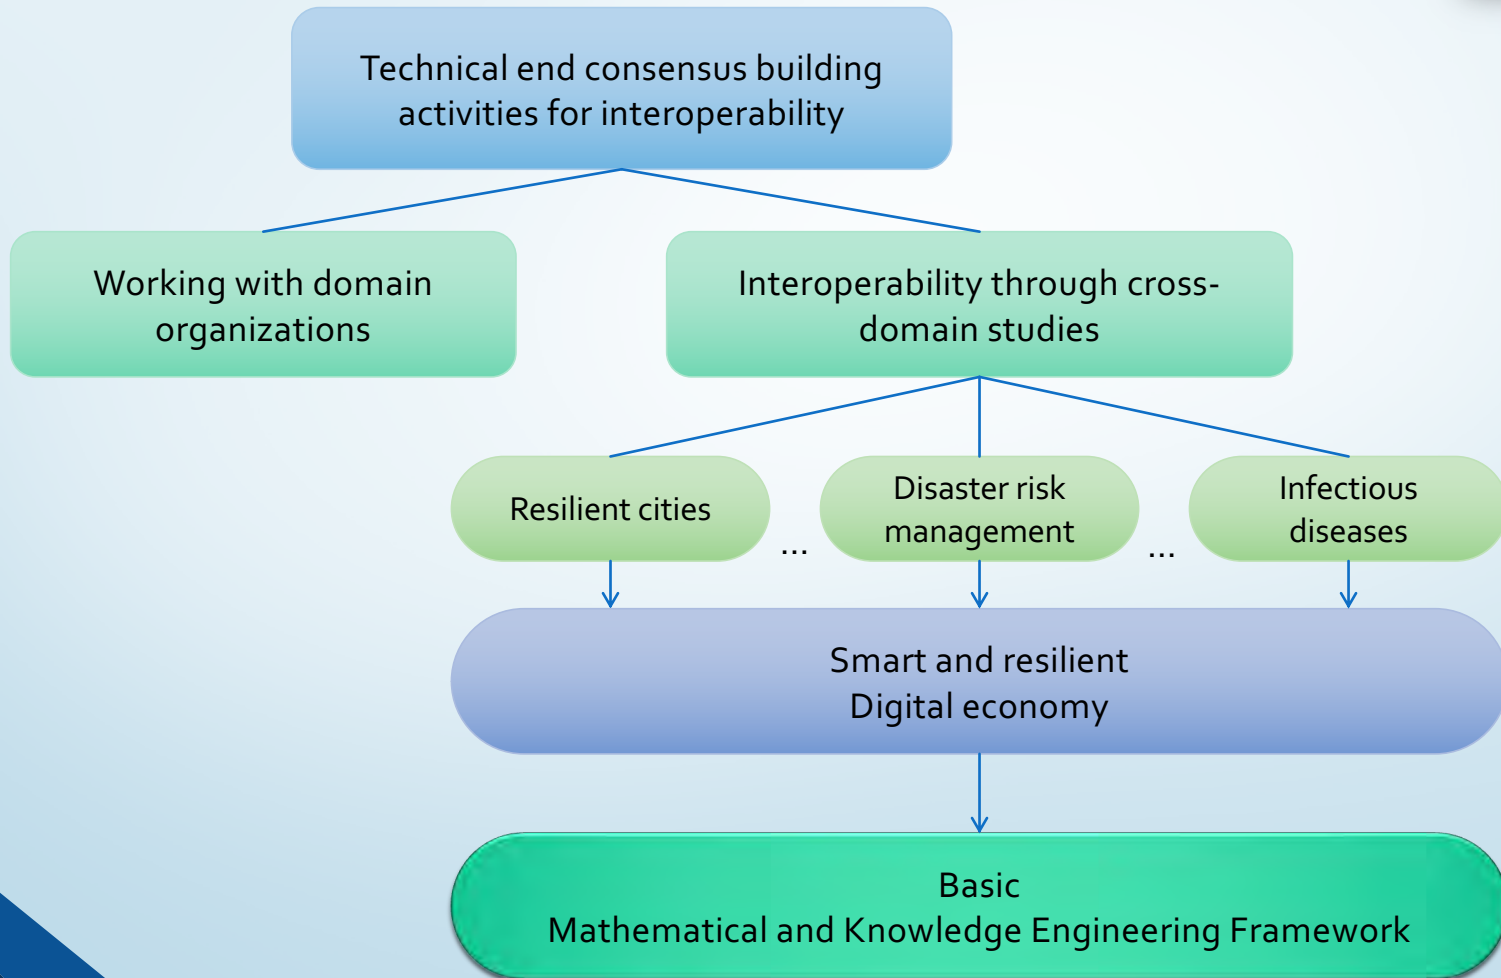 Technical end consensus building
activities for interoperability
Working with domain
organizations
Interoperability through cross-
domain studies
Resilient cities
...
Disaster risk
management
...
Infectious
diseases
Smart and resilient
Digital economy
Basic
Mathematical and Knowledge Engineering Framework